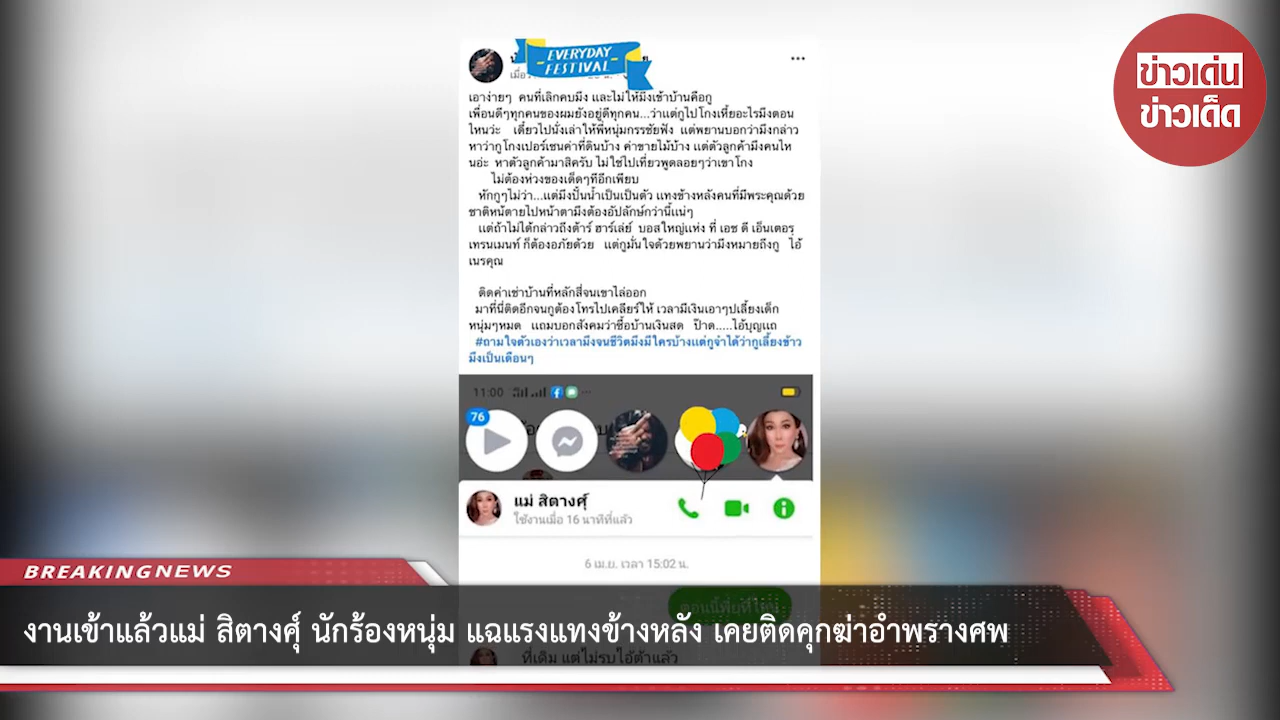 ข่าวเด่น
ข่าวเด็ด
EVERYDAY
FESTIVAL
เอาง่ายๆ คนที่เลิกคบมึง และไม่ให้มึงเข้าบ้านคือกู
เพื่อนดีๆทุกคนของผมยังอยู่ดีทุกคน...ว่าแต่กูไปโกงเหี้ยอะไรมึงตอน
ไหนว่ะ เดี๋ยวไปนั่งเล่าให้พี่หนุ่มกรรชัยฟัง แต่พยานบอกว่ามึงกล่าว
หาว่ากูโกงเปอร์เซนค่าที่ดินบ้าง ค่าขายไม้บ้าง แต่ตัวลูกค้ามึงคนไห
นอ่ะ หาตัวลูกค้ามาสิครับ ไม่ใช่ไปเที่ยวพูดลอยๆว่าเขาโกง
ไม่ต้องห่วงของเด็ดๆทีอีกเพียบ
หักกูๆไม่ว่า...แต่มึงปั้นน้ำเป็นเป็นตัว แทงข้างหลังคนที่มีพระคุณด้วย
ชาติหน้ตายไปหน้าตามึงต้องอัปลักษ์กว่านี้แน่ๆ
แต่ถ้าไม่ได้กล่าวถึงต้าร์ ฮาร์เล่ย์ บอสใหญ่แห่ง ที่ เอช ดี เอ็นเตอร
เทรนเมนท์ ก็ต้องอภัยด้วย แต่กูมั่นใจด้วยพยานว่ามึงหมายถึงกู ไอ้
เนรคุณ
ติดค่าเช่าบ้านที่หลักสี่จนเขาไล่ออก
มาที่นี่ติดอีกจนกูต้องโทรไปเคลียร์ให้ เวลามีเงินเอาๆปเลี้ยงเด็ก
หนุ่มๆหมด แถมบอกสังคมว่าซื้อบ้านเงินสด ป๊าด.....ไอ้บุญแถ
#ถามใจตัวเองว่าเวลามึงจนชีวิตมึงมีใครบ้างแต่กูจำได้ว่ากูเลี้ยงข้าว
มึงเป็นเดือนๆ
11:00
76
แม่ สิตางศุ์
ใช้งานเมื่อ 16 นาทีที่แล้ว
6 เม.ย. เวลา 15:02 น.
ตอนนี้พี่ยุที่ไหน
BREAKINGNEWS
งานเข้าแล้วแม่ สิตางศุ์ นักร้องหนุ่ม แฉแรงแทงข้างหลัง เคยติดคุกฆ่าอำพรางศพ
ที่เดิม แต่ไม่รบไอ้ต้าแล้ว